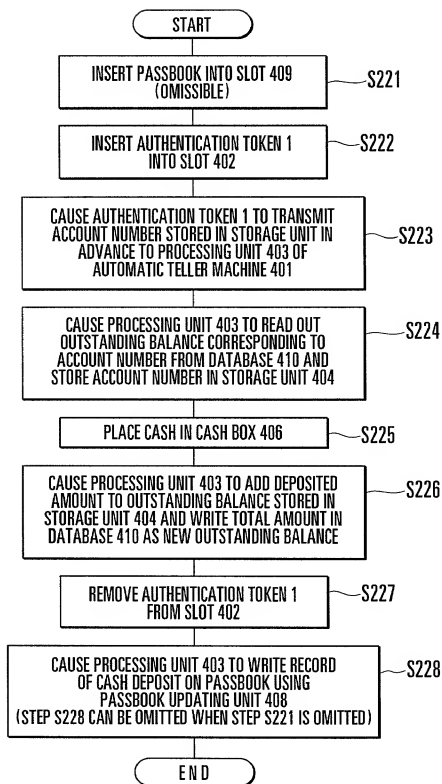 START
INSERT PASSBOOK INTO SLOT 409
(OMISSIBLE)
S221
INSERT AUTHENTICATION TOKEN 1
INTO SLOT 402
S222
CAUSE AUTHENTICATION TOKEN 1 TO TRANSMIT
ACCOUNT NUMBER STORED IN STORAGE UNIT IN
ADVANCE TO PROCESSING UNIT 403 OF
AUTOMATIC TELLER MACHINE 401
S223
CAUSE PROCESSING UNIT 403 TO READ OUT
OUTSTANDING BALANCE CORRESPONDING TO
ACCOUNT NUMBER FROM DATABASE 410 AND
STORE ACCOUNT NUMBER IN STORAGE UNIT 404
S224
PLACE CASH IN CASH BOX 406
S225
CAUSE PROCESSING UNIT 403 TO ADD DEPOSITED
AMOUNT TO OUTSTANDING BALANCE STORED IN
STORAGE UNIT 404 AND WRITE TOTAL AMOUNT IN
DATABASE 410 AS NEW OUTSTANDING BALANCE
S226
REMOVE AUTHENTICATION TOKEN 1
FROM SLOT 402
S227
CAUSE PROCESSING UNIT 403 TO WRITE RECORD
OF CASH DEPOSIT ON PASSBOOK USING
PASSBOOK UPDATING UNIT 408
(STEP S228 CAN BE OMITTED WHEN STEP S221 IS OMITTED)
S228
END